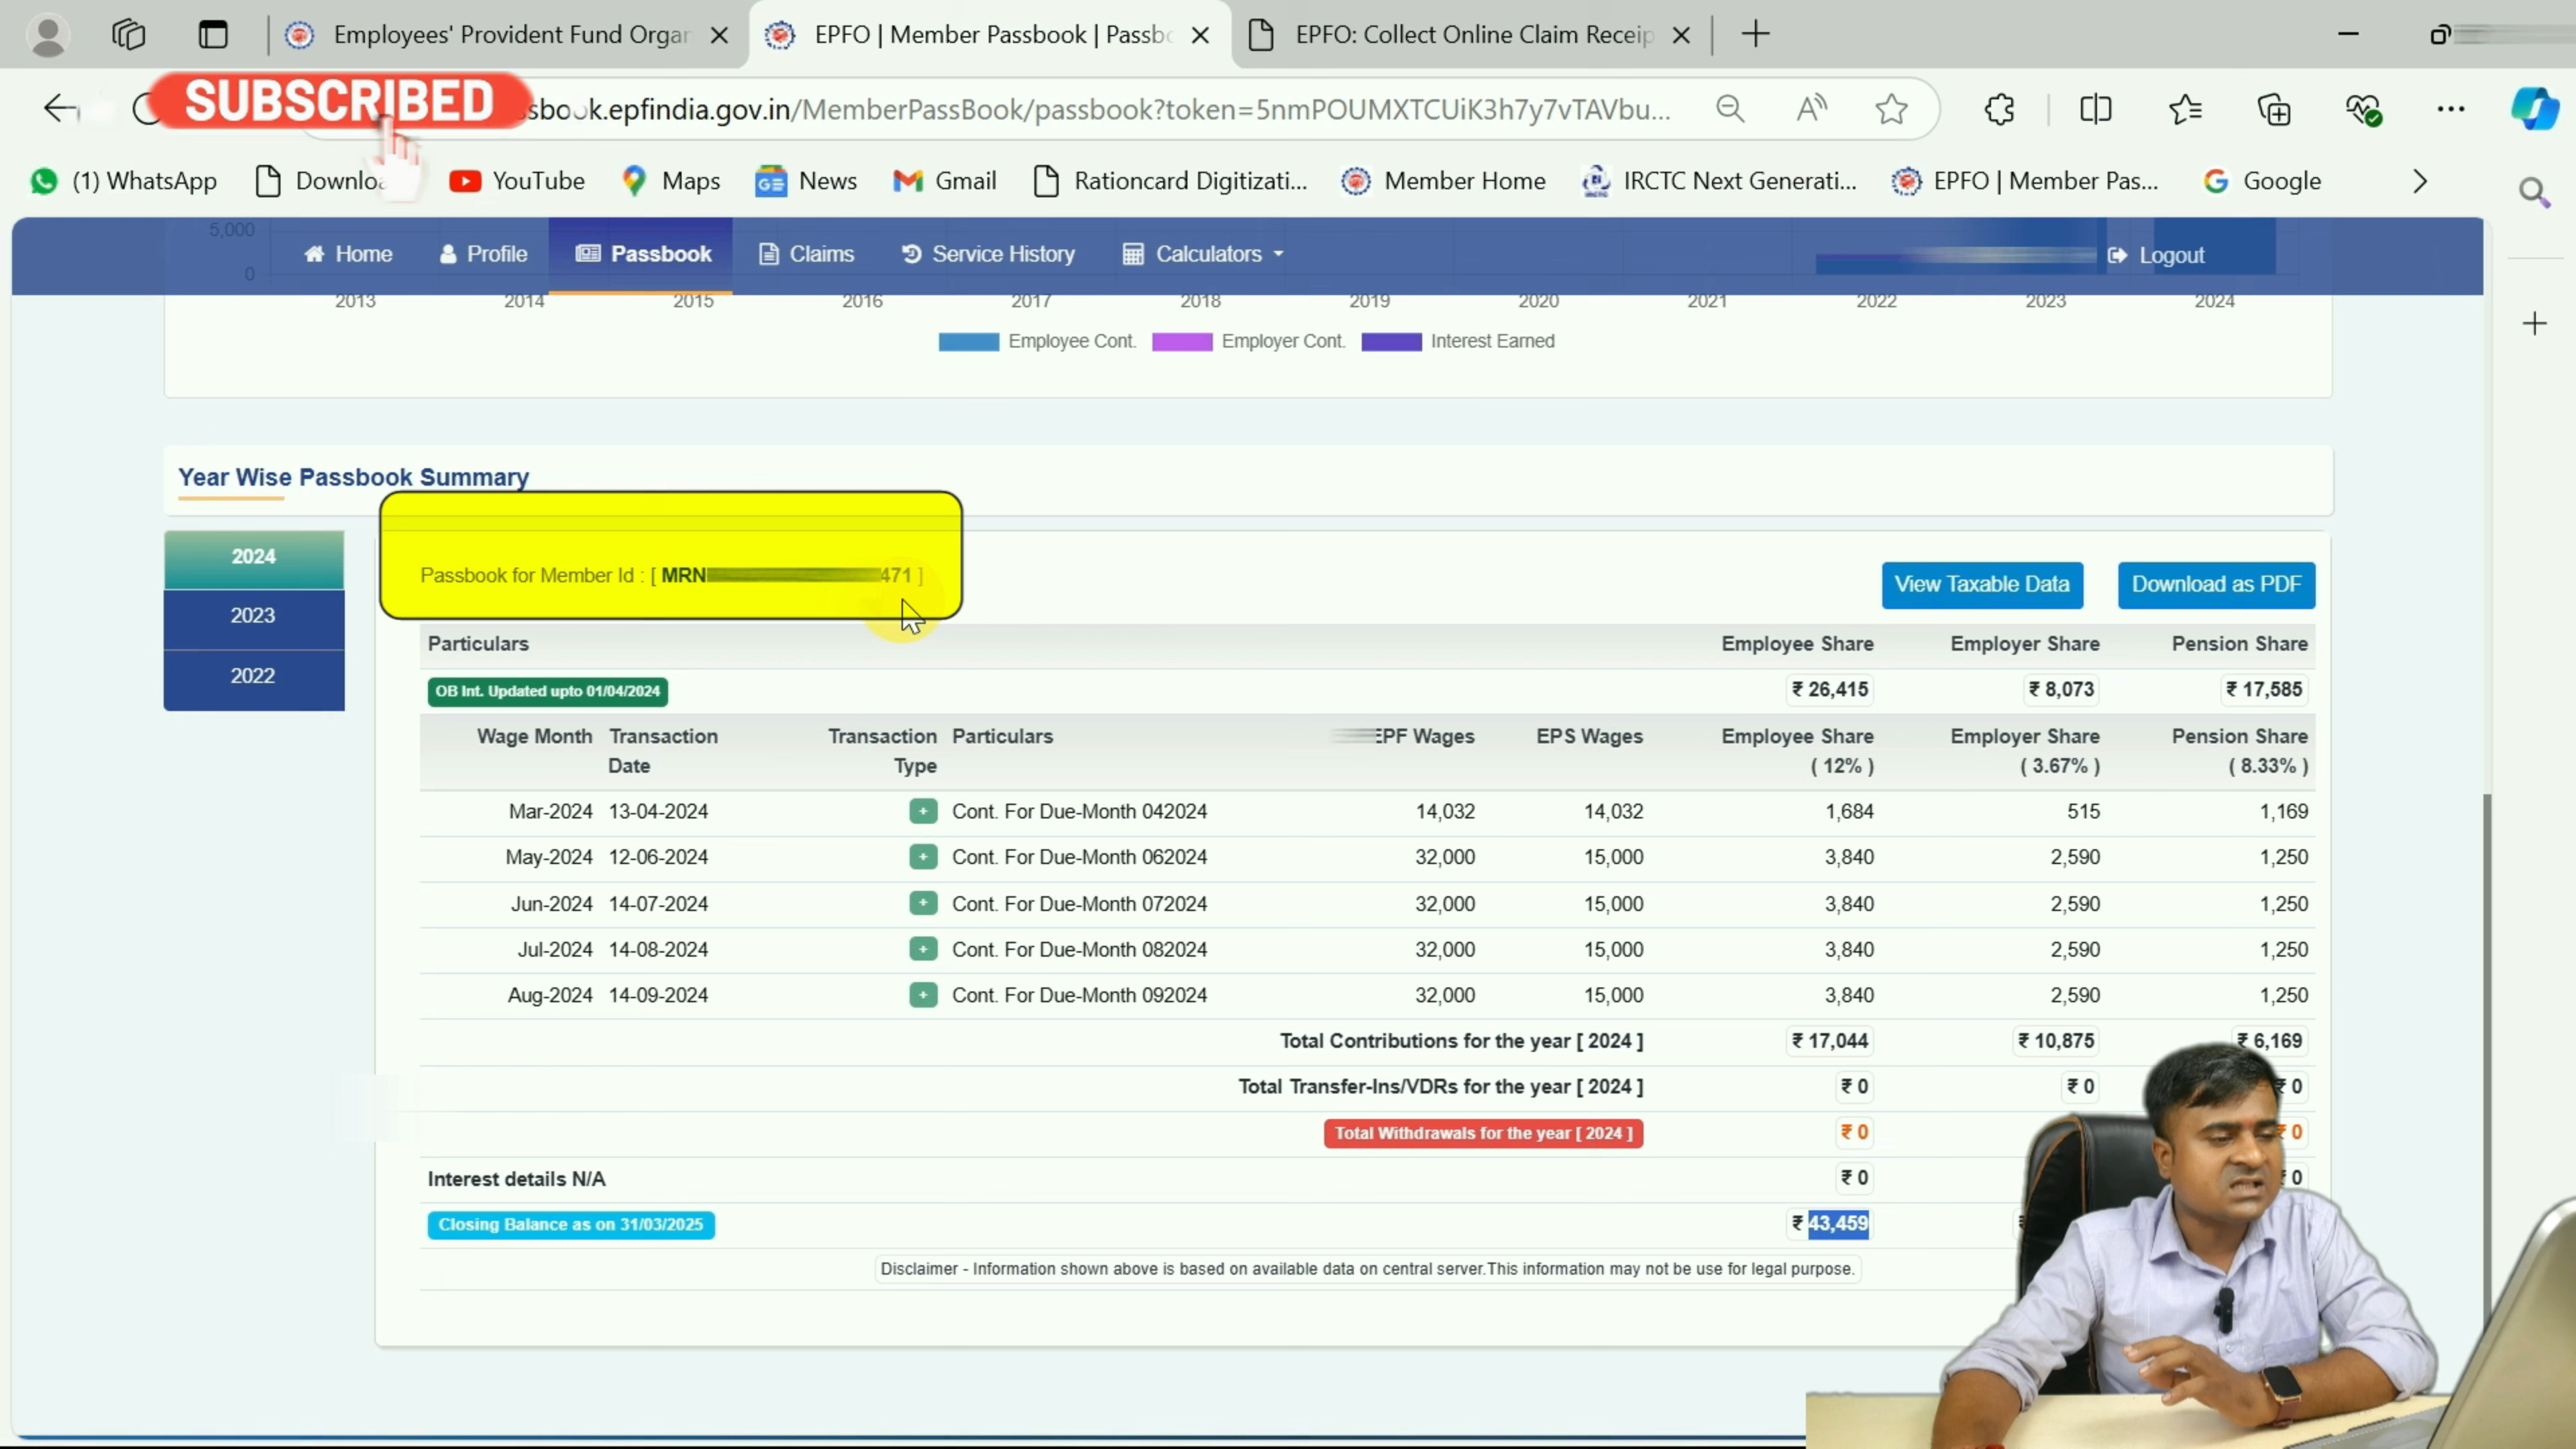 Employees' Provident Fund Organ
EPFO | Member Passbook | Passbo
EPFO: Collect Online Claim Receip
SUBSCRIBED
sbook.epfindia.gov.in/MemberPassBook/passbook?token=5nmPOUMXTCUiK3h7y7vTAVbu...
(1) WhatsApp
Downloa
YouTube
Maps
News
Gmail
Rationcard Digitizati...
Member Home
IRCTC Next Generati...
EPFO | Member Pas...
Google
5,000
0
Home
Profile
Passbook
Claims
Service History
Calculators
Logout
2013 2014 2015 2016 2017 2018 2019 2020 2021 2022 2023 2024
Employee Cont. Employer Cont. Interest Earned
Year Wise Passbook Summary
2024
2023
2022
Passbook for Member Id : [ MRN 471 ]
View Taxable Data
Download as PDF
Particulars Employee Share Employer Share Pension Share
OB Int. Updated upto 01/04/2024 ₹ 26,415 ₹ 8,073 ₹ 17,585
Wage Month Transaction Date Transaction Type Particulars EPF Wages EPS Wages Employee Share ( 12% ) Employer Share ( 3.67% ) Pension Share ( 8.33% )
Mar-2024 13-04-2024 + Cont. For Due-Month 042024 14,032 14,032 1,684 515 1,169
May-2024 12-06-2024 + Cont. For Due-Month 062024 32,000 15,000 3,840 2,590 1,250
Jun-2024 14-07-2024 + Cont. For Due-Month 072024 32,000 15,000 3,840 2,590 1,250
Jul-2024 14-08-2024 + Cont. For Due-Month 082024 32,000 15,000 3,840 2,590 1,250
Aug-2024 14-09-2024 + Cont. For Due-Month 092024 32,000 15,000 3,840 2,590 1,250
Total Contributions for the year [ 2024 ] ₹ 17,044 ₹ 10,875 ₹ 6,169
Total Transfer-Ins/VDRs for the year [ 2024 ] ₹ 0 ₹ 0 ₹ 0
Total Withdrawals for the year [ 2024 ] ₹ 0 ₹ 0
Interest details N/A ₹ 0 ₹ 0
Closing Balance as on 31/03/2025 ₹ 43,459
Disclaimer - Information shown above is based on available data on central server.This information may not be use for legal purpose.